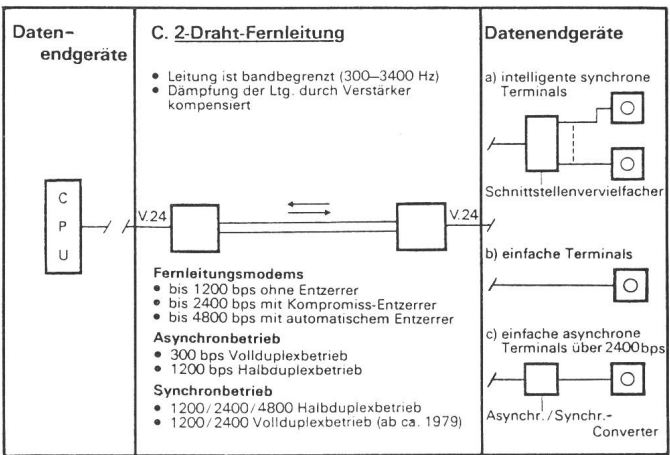 Daten-
endgeräte
C
P
U
C. 2-Draht-Fernleitung
• Leitung ist bandbegrenzt (300—3400 Hz)
• Dämpfung der Ltg. durch Verstärker
kompensiert
V.24
V.24
Fernleitungsmodems
• bis 1200 bps ohne Entzerrer
• bis 2400 bps mit Kompromiss-Entzerrer
• bis 4800 bps mit automatischem Entzerrer
Asynchronbetrieb
• 300 bps Vollduplexbetrieb
• 1200 bps Halbduplexbetrieb
Synchronbetrieb
• 1200/2400/4800 Halbduplexbetrieb
• 1200/2400 Vollduplexbetrieb (ab ca. 1979)
Datenendgeräte
a) intelligente synchrone
Terminals
Schnittstellenvervielfacher
b) einfache Terminals
c) einfache asynchrone
Terminals über 2400bps
Asynchr./Synchr.-
Converter